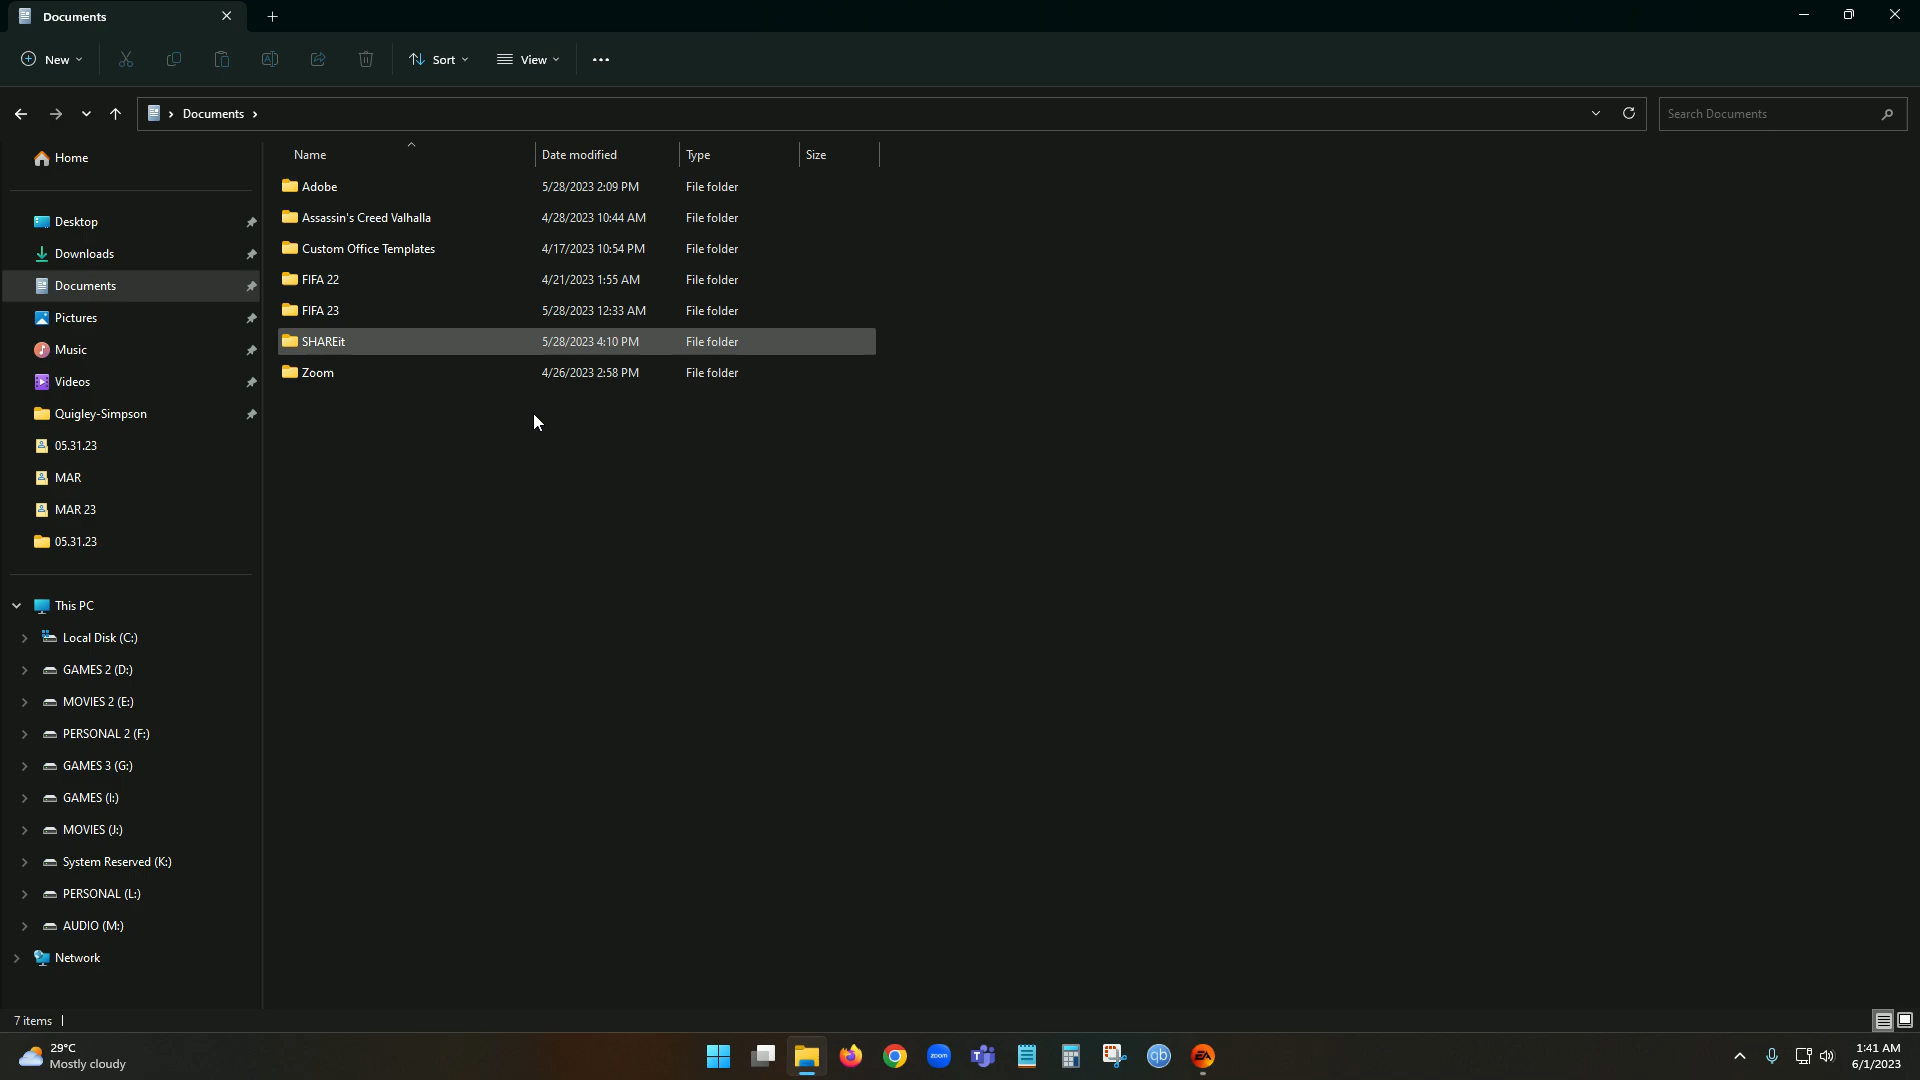 Documents
New
Sort
View
Documents
Search Documents
Name Date modified Type Size
Home
Desktop
Downloads
Documents
Pictures
Music
Videos
Quigley-Simpson
05.31.23
MAR
MAR 23
05.31.23
This PC
Local Disk (C:)
GAMES 2 (D:)
MOVIES 2 (E:)
PERSONAL 2 (F:)
GAMES 3 (G:)
GAMES (I:)
MOVIES (J:)
System Reserved (K:)
PERSONAL (L:)
AUDIO (M:)
Network
Adobe 5/28/2023 2:09 PM File folder
Assassin's Creed Valhalla 4/28/2023 10:44 AM File folder
Custom Office Templates 4/17/2023 10:54 PM File folder
FIFA 22 4/21/2023 1:55 AM File folder
FIFA 23 5/28/2023 12:33 AM File folder
SHAREit 5/28/2023 4:10 PM File folder
Zoom 4/26/2023 2:58 PM File folder
7 items
29°C
Mostly cloudy
zoom
qb
EA
1:41 AM
6/1/2023